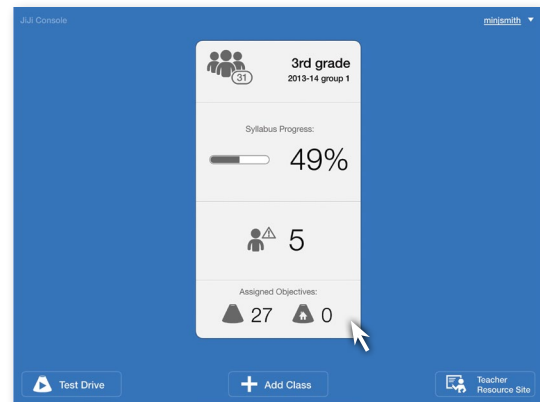 JiJi Console
minjsmith
31
3rd grade
2013-14 group 1
Syllabus Progress:
49%
5
Assigned Objectives:
27 0
Test Drive
Add Class
Teacher
Resource Site